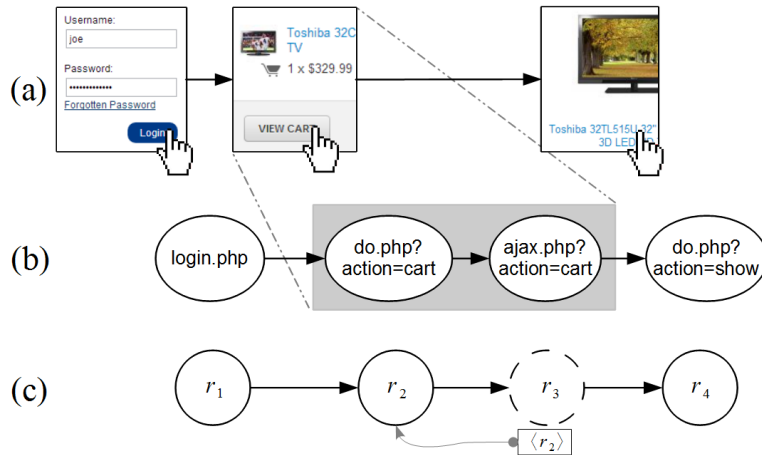 (a)
Username:
joe
Password:
Forgotten Password
Login
Toshiba 32C
TV
1 x $329.99
VIEW CART
Toshiba 32TL515U 32"
3D LED
(b)
login.php
do.php?
action=cart
ajax.php?
action=cart
do.php?
action=show
(c)
r1
r2
r3
r4
⟨r2⟩